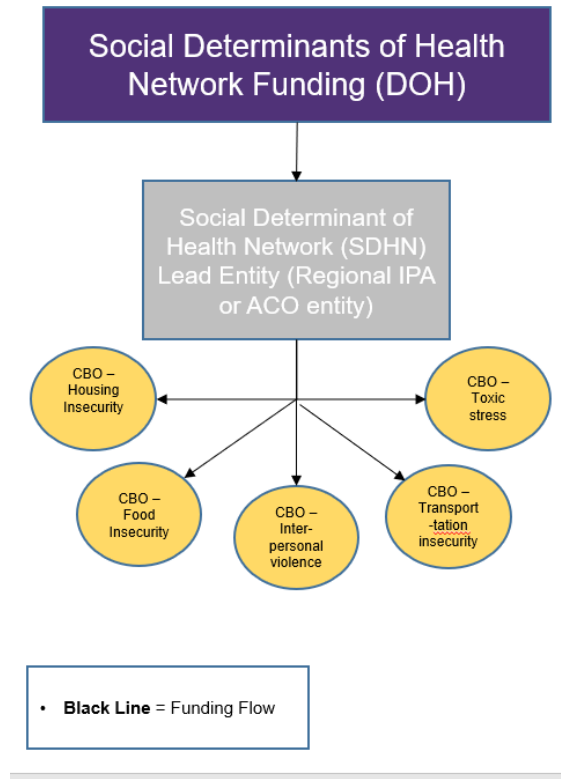 Social Determinants of Health
Network Funding (DOH)
Social Determinant of
Health Network (SDHN)
Lead Entity (Regional IPA
or ACO entity)
CBO –
Housing
Insecurity
CBO –
Toxic
stress
CBO –
Food
Insecurity
CBO –
Inter-
personal
violence
CBO –
Transport
-tation
insecurity
• Black Line = Funding Flow